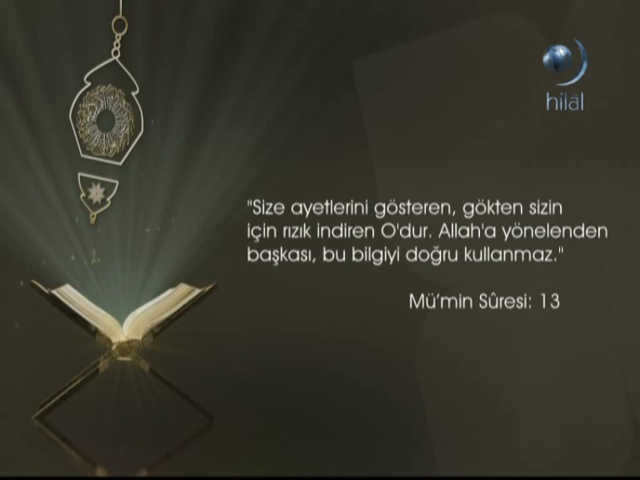 hilâl
"Size ayetlerini gösteren, gökten sizin
için rızık indiren O'dur. Allah'a yönelenden
başkası, bu bilgiyi doğru kullanmaz."
Mü’min Sûresi: 13